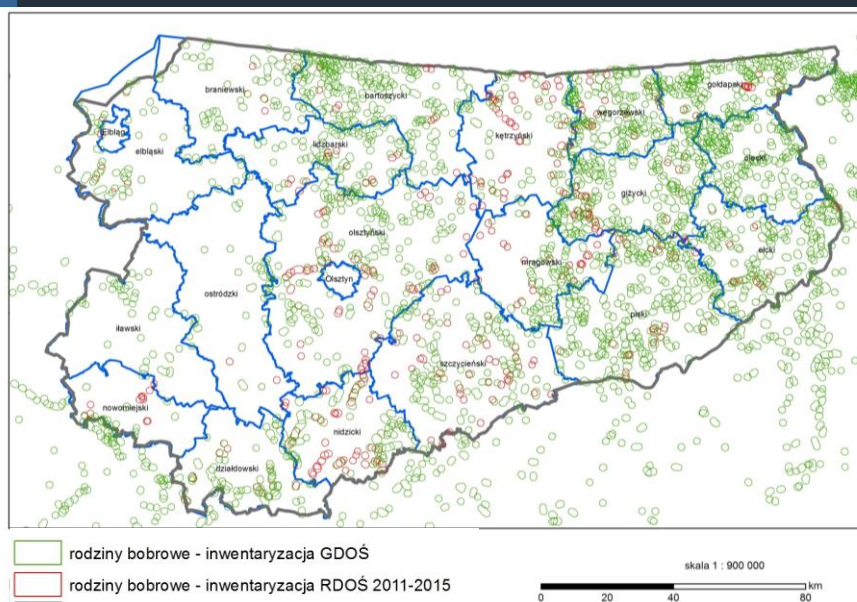 braniewski
bartoszycki
gołdapski
węgorzewski
kętrzyński
Elbląg
elbląski
lidzbarski
olecki
giżycki
olsztyński
ełcki
mrągowski
Olsztyn
ostródzki
piski
iławski
szczycieński
nowomiejski
nidzicki
działdowski
rodziny bobrowe - inwentaryzacja GDOŚ
rodziny bobrowe - inwentaryzacja RDOŚ 2011-2015
skala 1 : 900 000
km
0 20 40 80